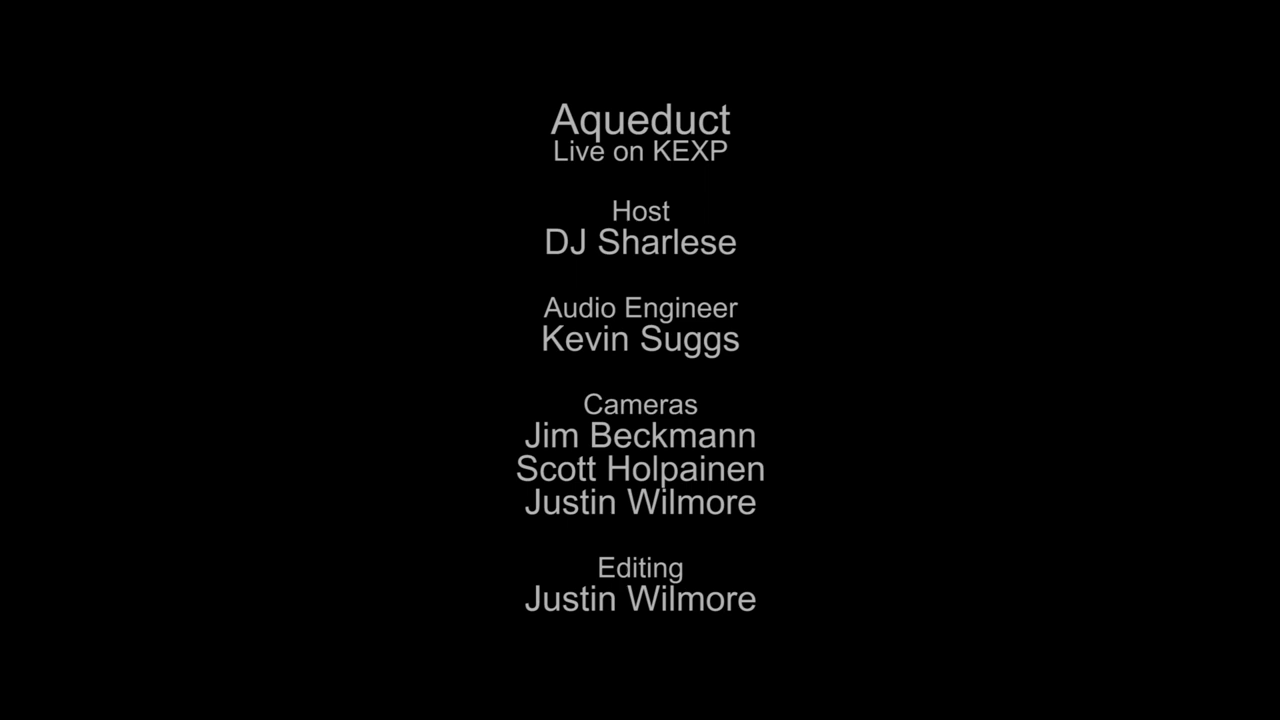 Aqueduct
Live on KEXP
Host
DJ Sharlese
Audio Engineer
Kevin Suggs
Cameras
Jim Beckmann
Scott Holpainen
Justin Wilmore
Editing
Justin Wilmore